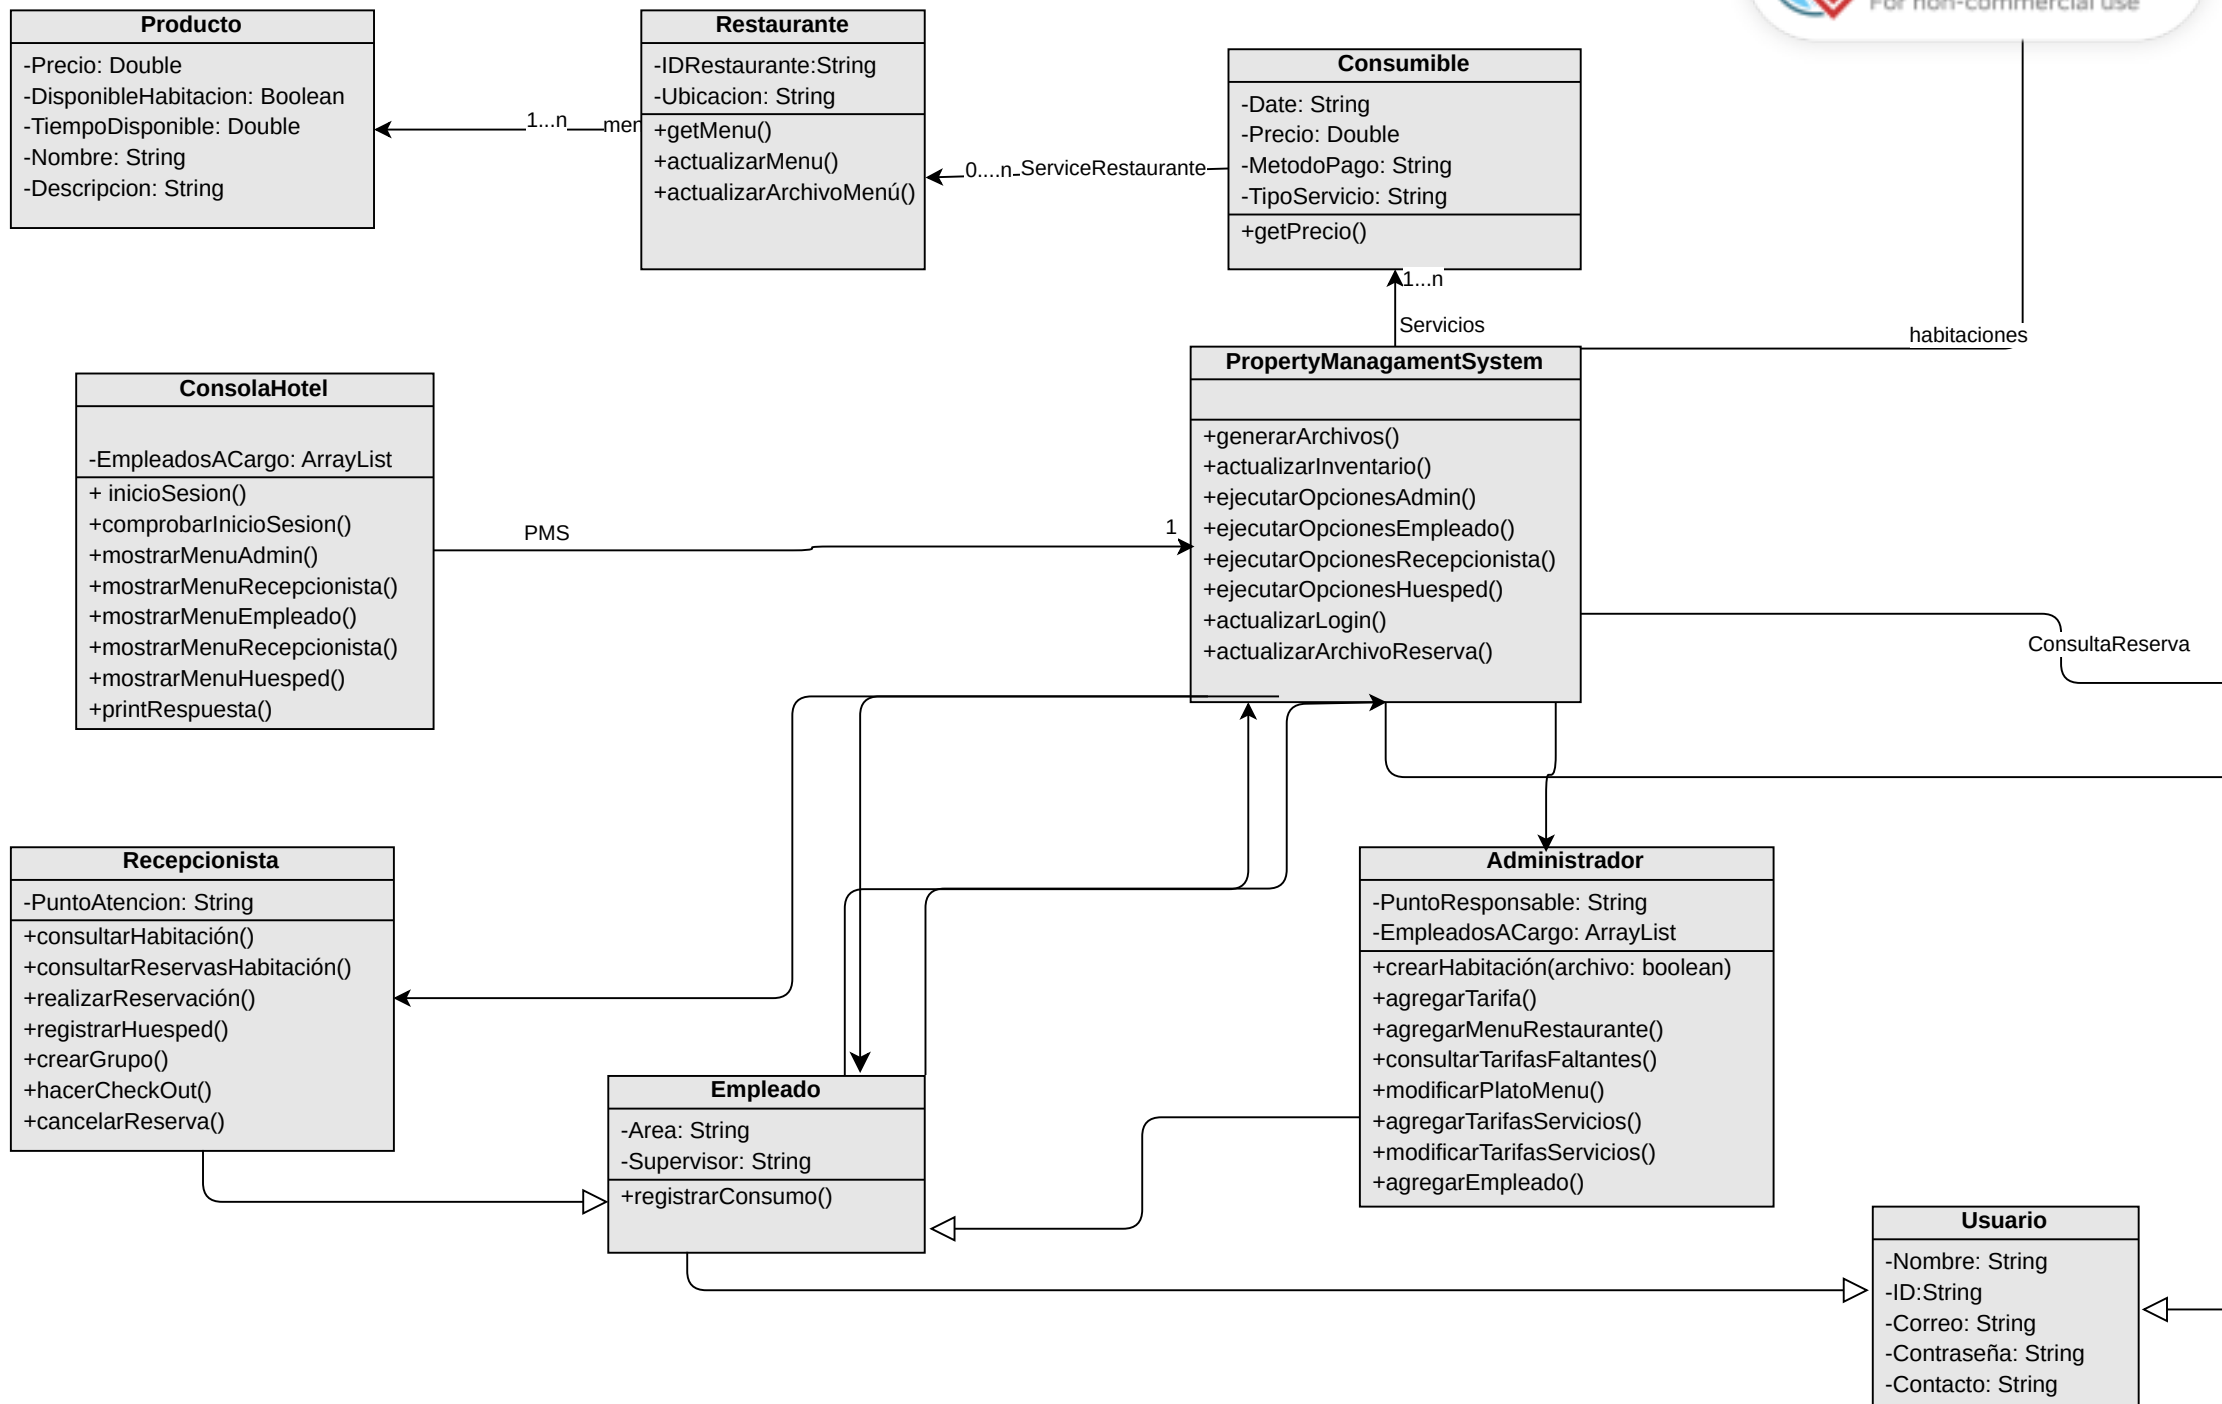 For non-commercial use
Producto
-Precio: Double
-DisponibleHabitacion: Boolean
-TiempoDisponible: Double
-Nombre: String
-Descripcion: String
1...n
men
Restaurante
-IDRestaurante:String
-Ubicacion: String
+getMenu()
+actualizarMenu()
+actualizarArchivoMenú()
0....n
ServiceRestaurante
Consumible
-Date: String
-Precio: Double
-MetodoPago: String
-TipoServicio: String
+getPrecio()
1...n
Servicios
habitaciones
ConsolaHotel
-EmpleadosACargo: ArrayList
+ inicioSesion()
+comprobarInicioSesion()
+mostrarMenuAdmin()
+mostrarMenuRecepcionista()
+mostrarMenuEmpleado()
+mostrarMenuRecepcionista()
+mostrarMenuHuesped()
+printRespuesta()
PMS
1
PropertyManagamentSystem
+generarArchivos()
+actualizarInventario()
+ejecutarOpcionesAdmin()
+ejecutarOpcionesEmpleado()
+ejecutarOpcionesRecepcionista()
+ejecutarOpcionesHuesped()
+actualizarLogin()
+actualizarArchivoReserva()
ConsultaReserva
Recepcionista
-PuntoAtencion: String
+consultarHabitación()
+consultarReservasHabitación()
+realizarReservación()
+registrarHuesped()
+crearGrupo()
+hacerCheckOut()
+cancelarReserva()
Empleado
-Area: String
-Supervisor: String
+registrarConsumo()
Administrador
-PuntoResponsable: String
-EmpleadosACargo: ArrayList
+crearHabitación(archivo: boolean)
+agregarTarifa()
+agregarMenuRestaurante()
+consultarTarifasFaltantes()
+modificarPlatoMenu()
+agregarTarifasServicios()
+modificarTarifasServicios()
+agregarEmpleado()
Usuario
-Nombre: String
-ID:String
-Correo: String
-Contraseña: String
-Contacto: String